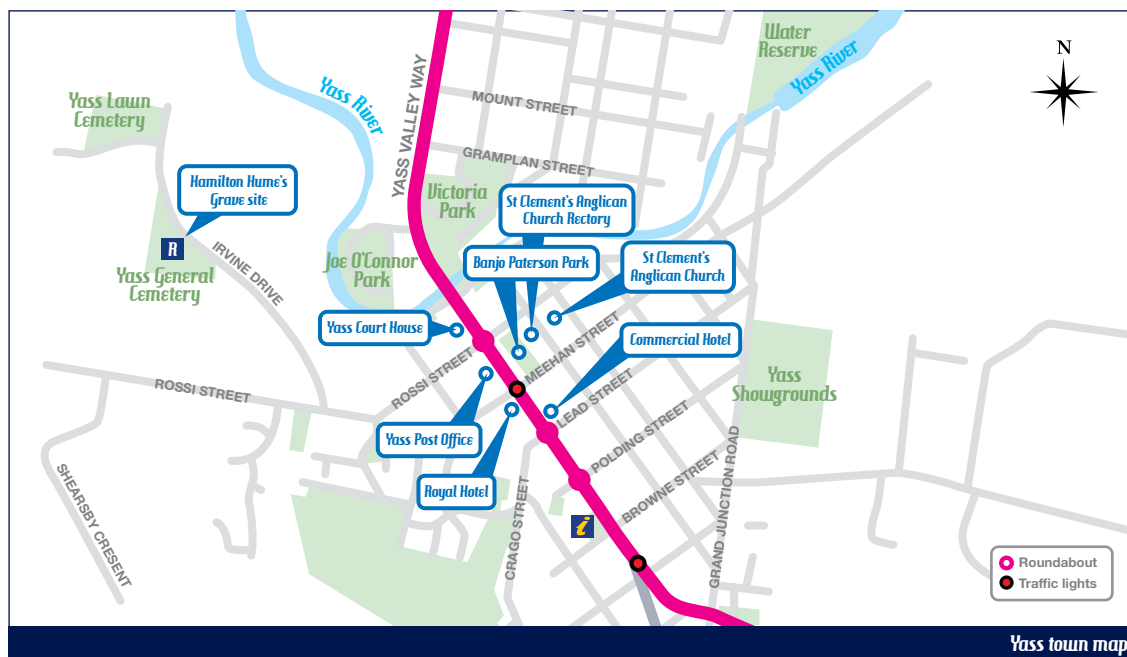 Water
Reserve
N
Yass River
Yass River
Yass Lawn
Cemetery
YASS VALLEY WAY
MOUNT STREET
GRAMPLAN STREET
Hamilton Hume's
Grave site
Victoria
Park
St Clement's Anglican
Church Rectory
R
IRVINE DRIVE
Joe O'Connor
Park
Banjo Paterson Park
St Clement's
Anglican Church
Yass General
Cemetery
Yass Court House
MEEHAN STREET
Commercial Hotel
ROSSI STREET
ROSSI STREET
LEAD STREET
Yass
Showgrounds
Yass Post Office
POLDING STREET
Royal Hotel
BROWNE STREET
GRAND JUNCTION ROAD
SHEARSBY CRESENT
CRAGO STREET
i
Roundabout
Traffic lights
Yass town map